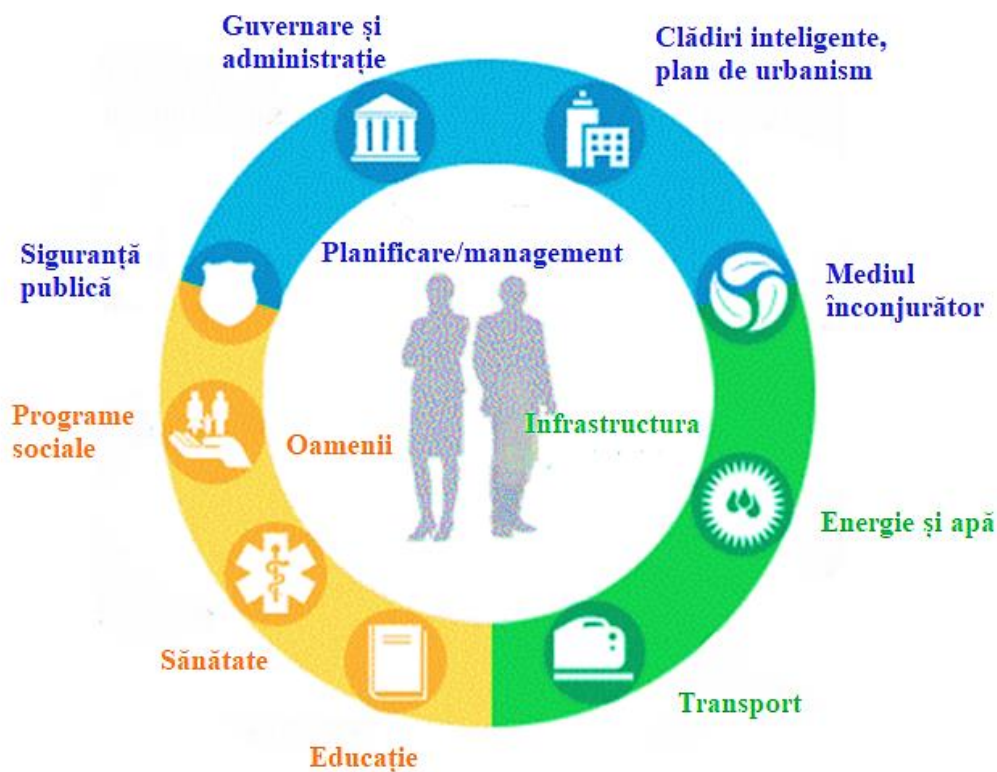 Guvernare și
administrație
Clădiri inteligente,
plan de urbanism
Siguranță
publică
Planificare/management
Mediul
înconjurător
Programe
sociale
Oamenii
Infrastructura
Energie și apă
Sănătate
Transport
Educație